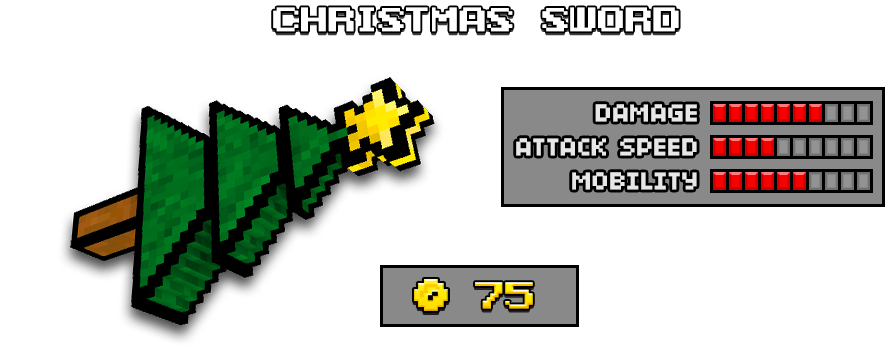 CHRISTMAS SWORD
DAMAGE
ATTACK SPEED
MOBILITY
75